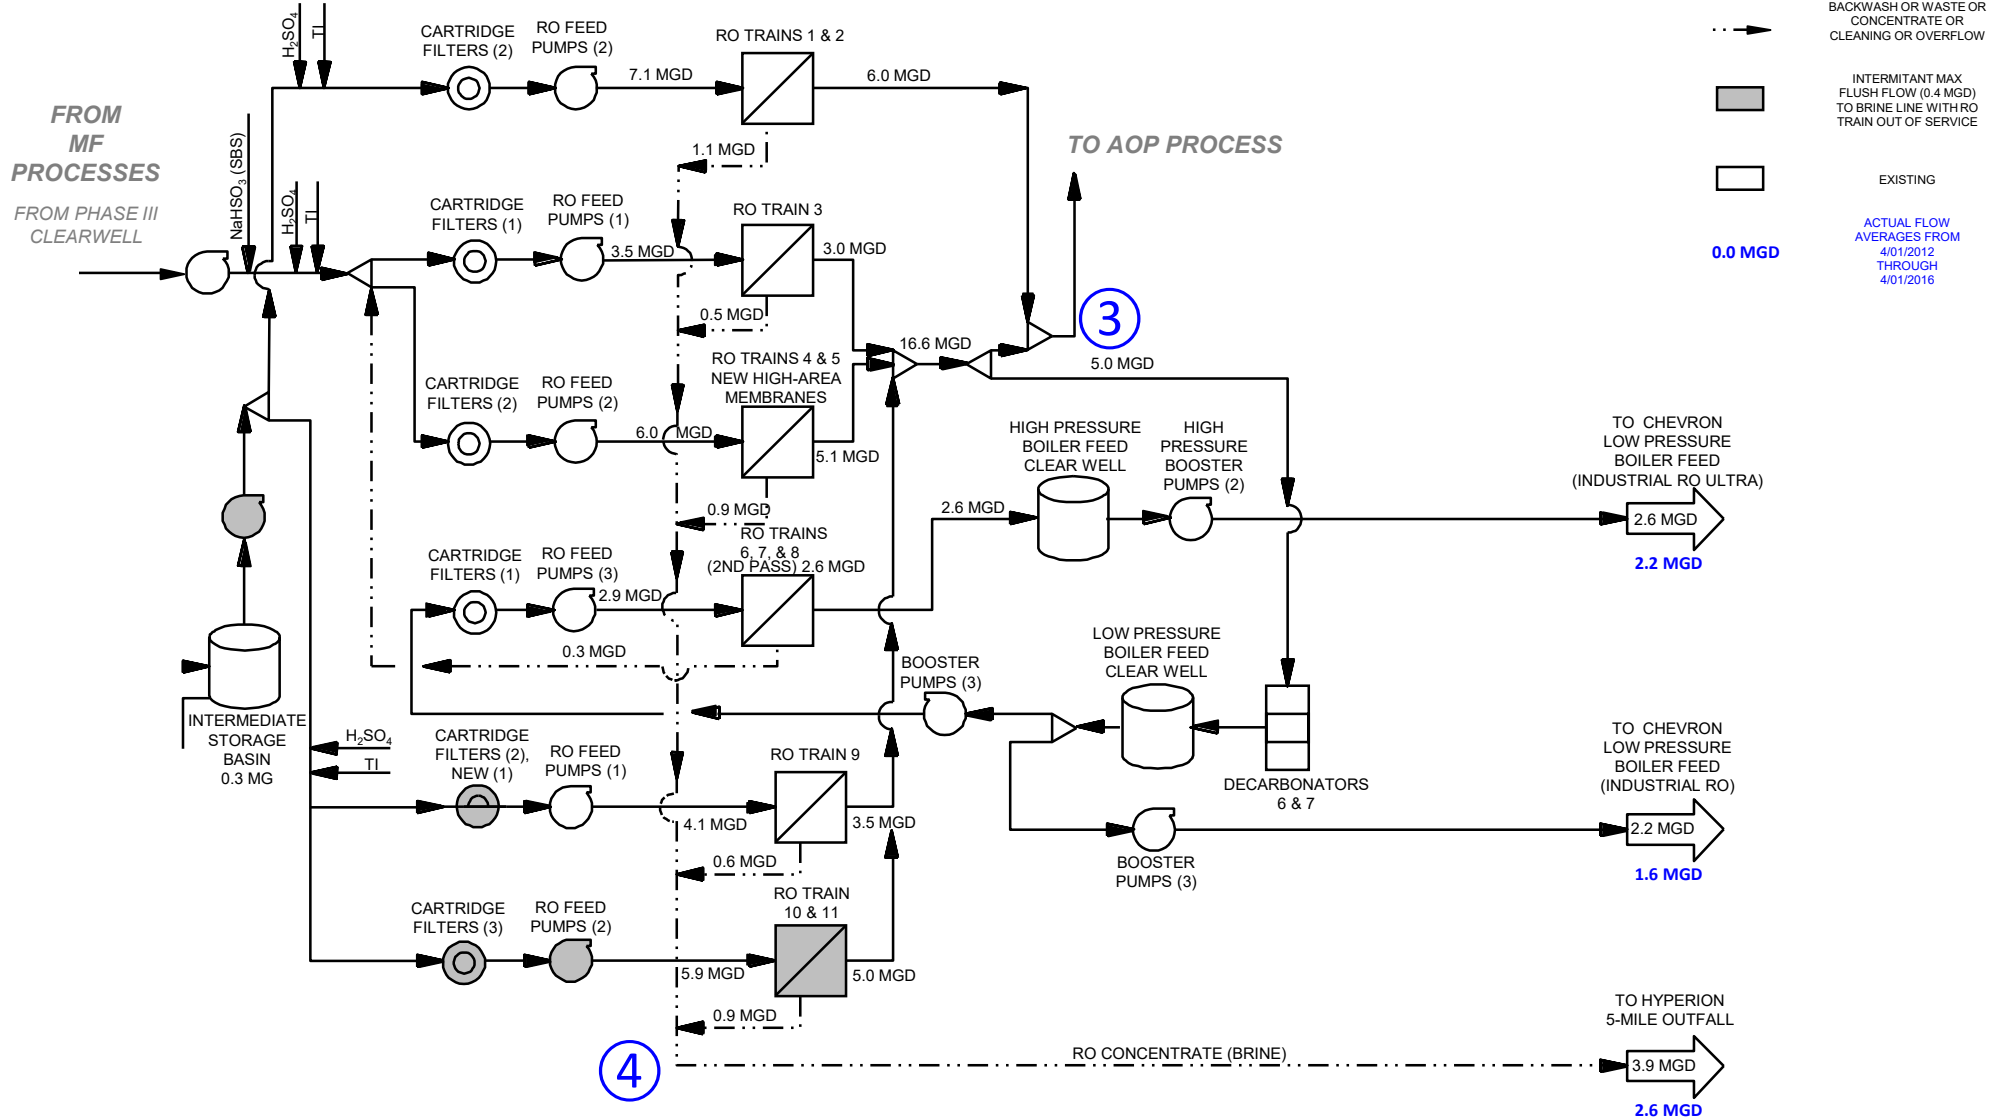 BACKWASH OR WASTE OR
CONCENTRATE OR
CLEANING OR OVERFLOW
INTERMITANT MAX
FLUSH FLOW (0.4 MGD)
TO BRINE LINE WITH RO
TRAIN OUT OF SERVICE
EXISTING
0.0 MGD
ACTUAL FLOW
AVERAGES FROM
4/01/2012
THROUGH
4/01/2016
FROM
MF
PROCESSES
FROM PHASE III
CLEARWELL
NaHSO3 (SBS)
H2SO4
TI
H2SO4
TI
CARTRIDGE
FILTERS (2)
RO FEED
PUMPS (2)
7.1 MGD
RO TRAINS 1 & 2
6.0 MGD
1.1 MGD
TO AOP PROCESS
CARTRIDGE
FILTERS (1)
RO FEED
PUMPS (1)
3.5 MGD
RO TRAIN 3
3.0 MGD
0.5 MGD
3
16.6 MGD
5.0 MGD
CARTRIDGE
FILTERS (2)
RO FEED
PUMPS (2)
6.0 MGD
RO TRAINS 4 & 5
NEW HIGH-AREA
MEMBRANES
5.1 MGD
0.9 MGD
HIGH PRESSURE
BOILER FEED
CLEAR WELL
HIGH
PRESSURE
BOOSTER
PUMPS (2)
TO CHEVRON
LOW PRESSURE
BOILER FEED
(INDUSTRIAL RO ULTRA)
2.6 MGD
2.2 MGD
CARTRIDGE
FILTERS (1)
RO FEED
PUMPS (3)
2.9 MGD
RO TRAINS
6, 7, & 8
(2ND PASS) 2.6 MGD
2.6 MGD
0.3 MGD
BOOSTER
PUMPS (3)
LOW PRESSURE
BOILER FEED
CLEAR WELL
DECARBONATORS
6 & 7
INTERMEDIATE
STORAGE
BASIN
0.3 MG
H2SO4
TI
CARTRIDGE
FILTERS (2),
NEW (1)
RO FEED
PUMPS (1)
4.1 MGD
RO TRAIN 9
3.5 MGD
0.6 MGD
BOOSTER
PUMPS (3)
TO CHEVRON
LOW PRESSURE
BOILER FEED
(INDUSTRIAL RO)
2.2 MGD
1.6 MGD
CARTRIDGE
FILTERS (3)
RO FEED
PUMPS (2)
5.9 MGD
RO TRAIN
10 & 11
5.0 MGD
0.9 MGD
4
RO CONCENTRATE (BRINE)
TO HYPERION
5-MILE OUTFALL
3.9 MGD
2.6 MGD